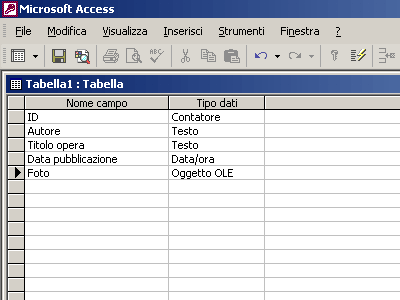 Microsoft Access
File Modifica Visualizza Inserisci Strumenti Finestra ?
Tabella1 : Tabella
Nome campo Tipo dati
ID Contatore
Autore Testo
Titolo opera Testo
Data pubblicazione Data/ora
Foto Oggetto OLE